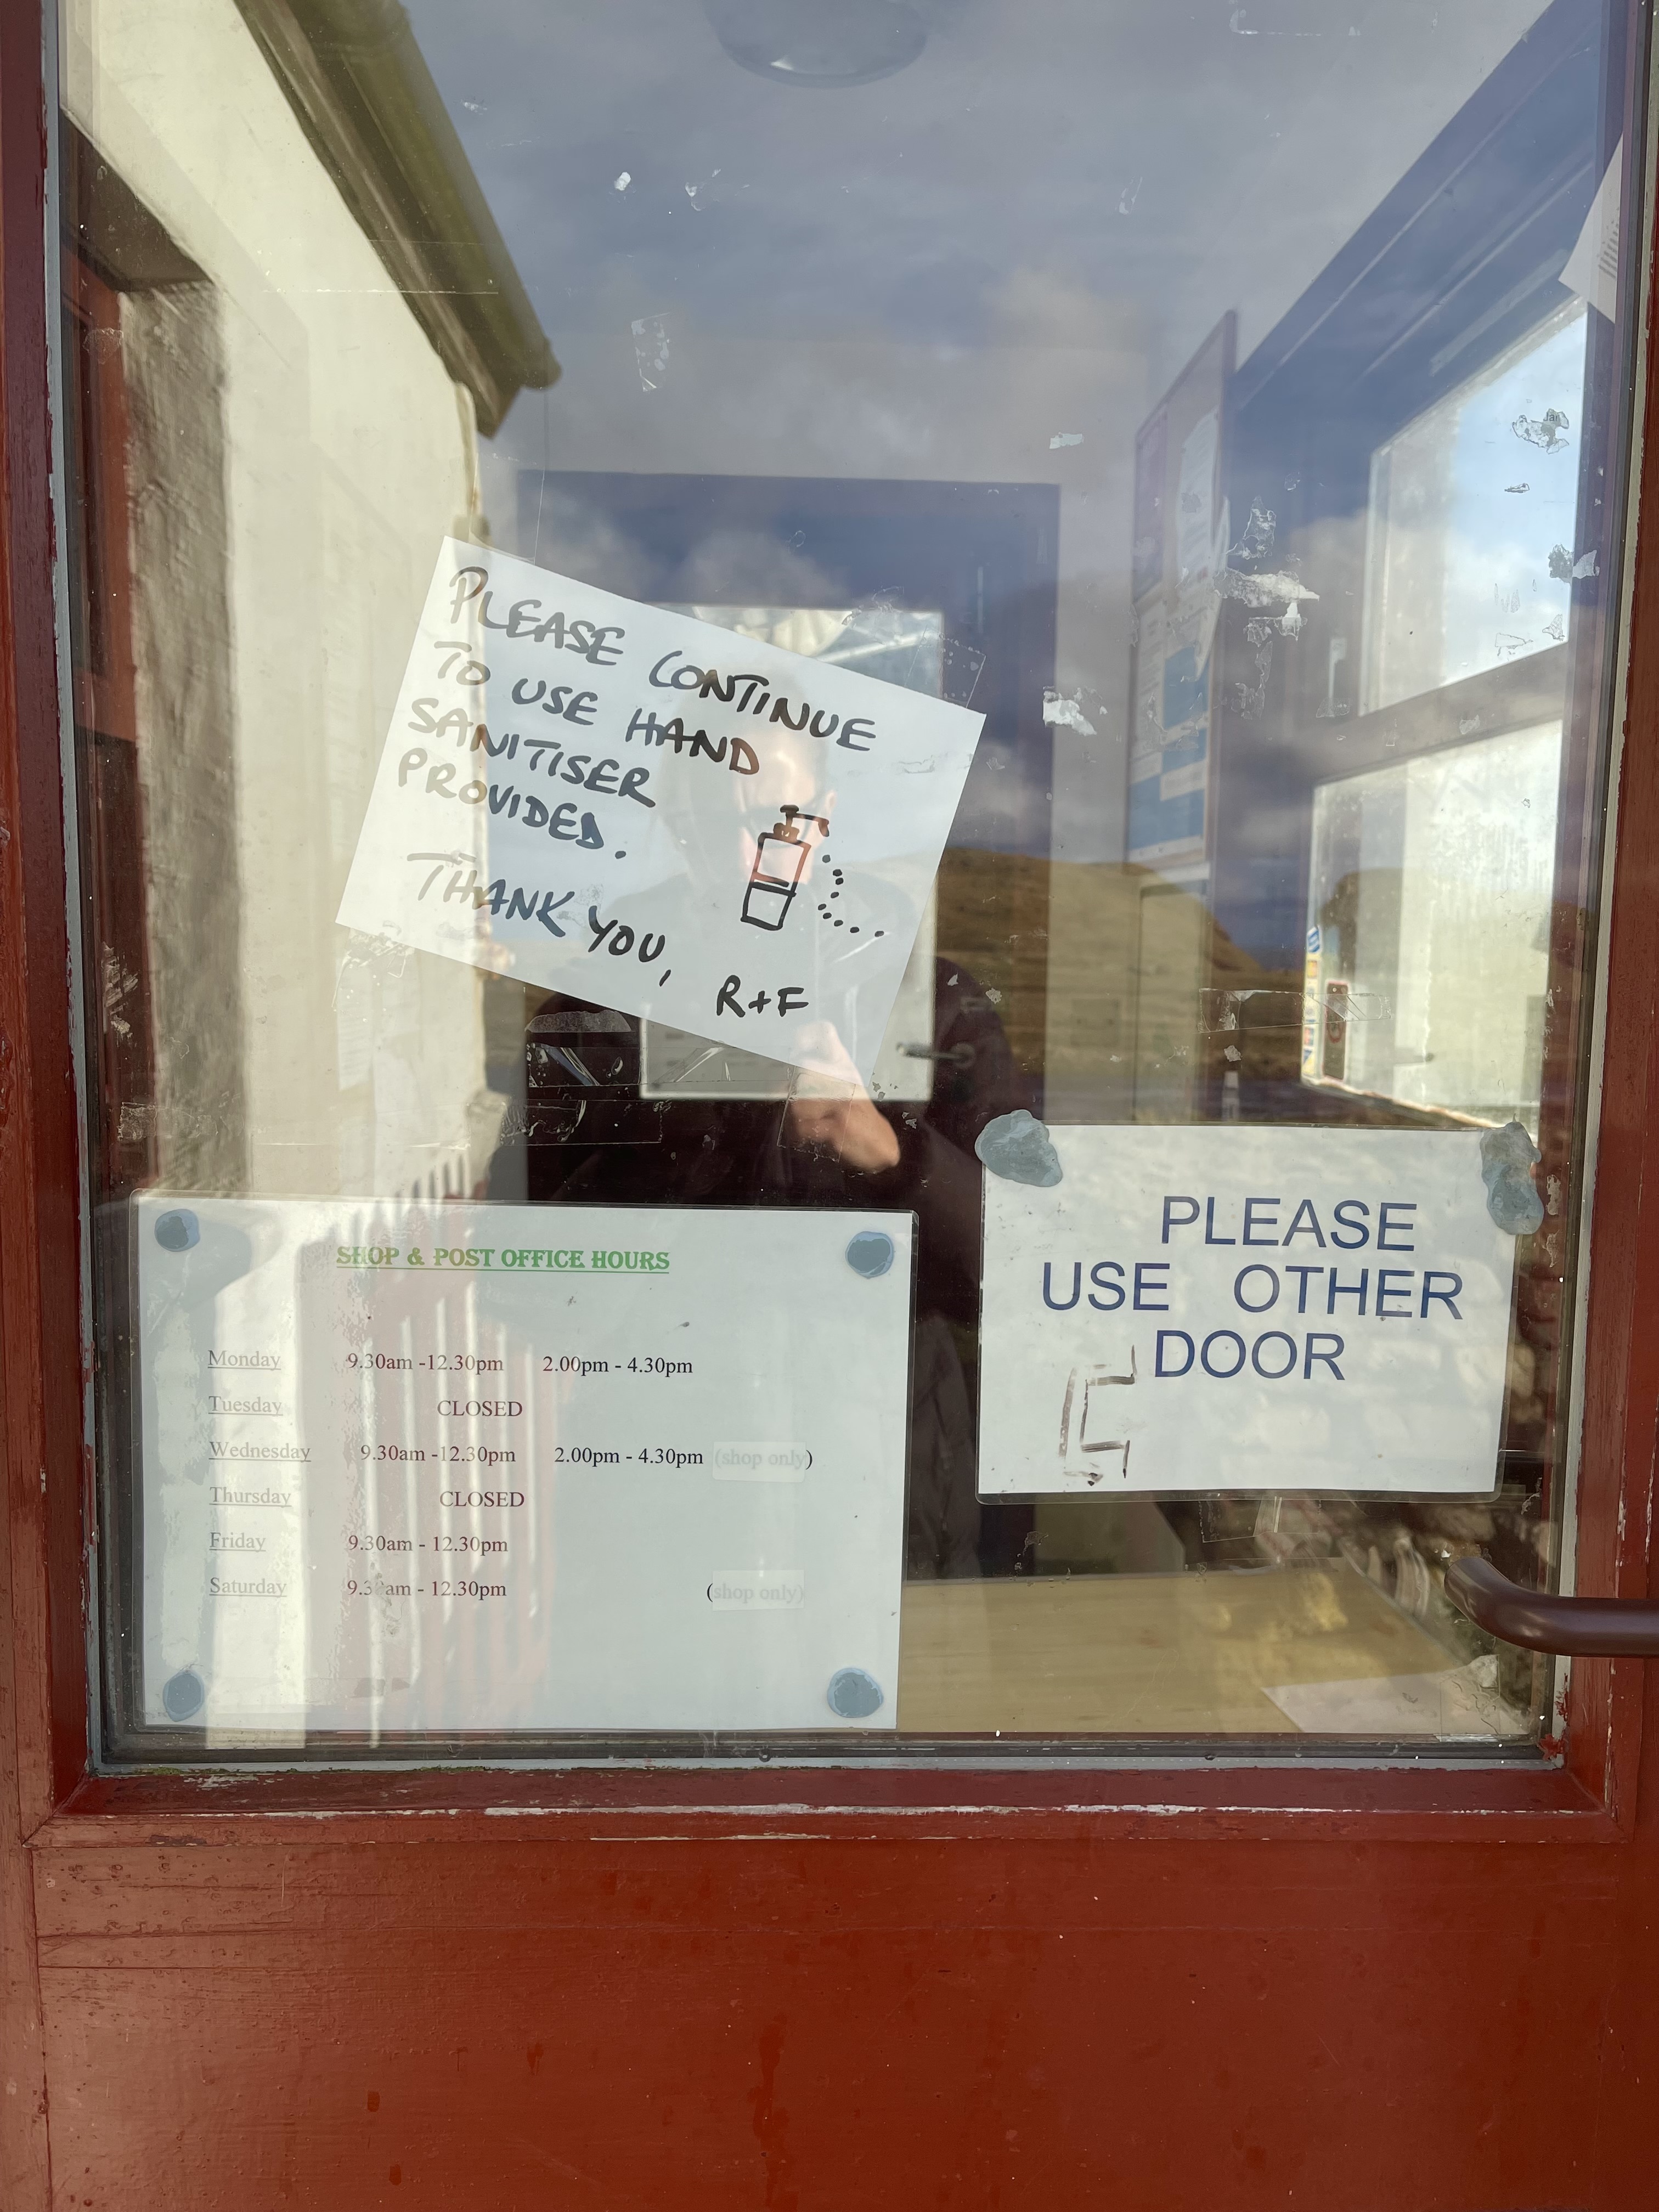 PLEASE CONTINUE
TO USE HAND
SANITISER
PROVIDED.
THANK YOU,
R+F
SHOP & POST OFFICE HOURS
Monday 9.30am -12.30pm 2.00pm - 4.30pm
Tuesday CLOSED
Wednesday 9.30am -12.30pm 2.00pm - 4.30pm (shop only)
Thursday CLOSED
Friday 9.30am - 12.30pm
Saturday 9.30am - 12.30pm (shop only)
PLEASE
USE OTHER
DOOR